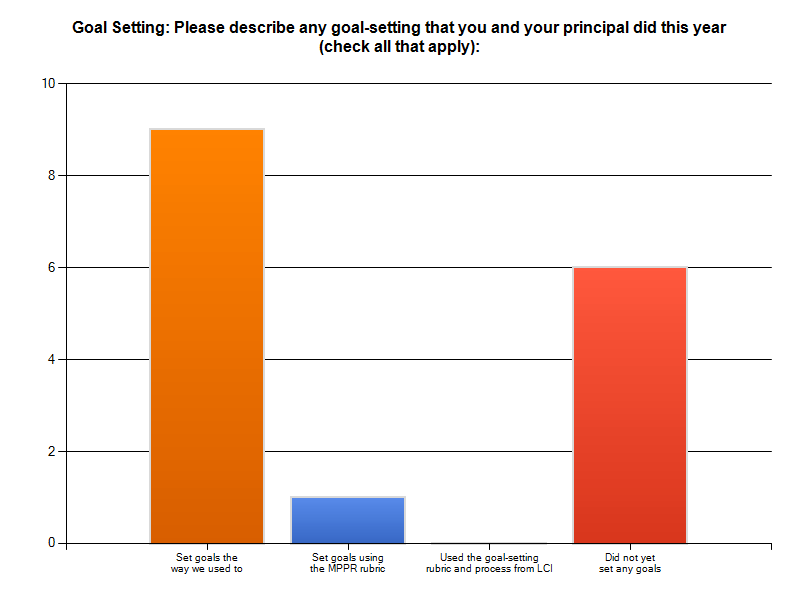 Goal Setting: Please describe any goal-setting that you and your principal did this year
(check all that apply):
10
8
6
4
2
0
Set goals the
way we used to
Set goals using
the MPPR rubric
Used the goal-setting
rubric and process from LCI
Did not yet
set any goals